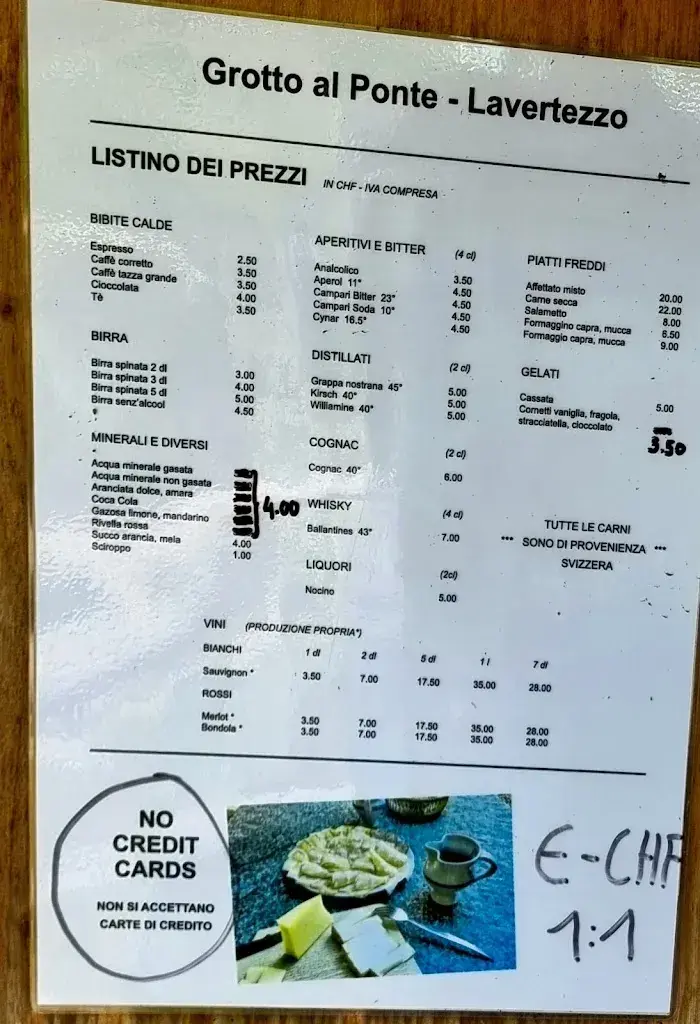 Grotto al Ponte - Lavertezzo
LISTINO DEI PREZZI IN CHF - IVA COMPRESA
BIBITE CALDE
Espresso 2.50
Caffè corretto 3.50
Caffè tazza grande 3.50
Cioccolata 4.00
Tè 3.50
BIRRA
Birra spinata 2 dl 3.00
Birra spinata 3 dl 4.00
Birra spinata 5 dl 5.00
Birra senz'alcool 4.50
MINERALI E DIVERSI
Acqua minerale gasata
Acqua minerale non gasata
Aranciata dolce, amara
Coca Cola
Gazosa limone, mandarino
4.00
Rivella rossa
Succo arancia, mela 4.00
Sciroppo 1.00
APERITIVI E BITTER (4 cl)
Analcolico 3.50
Aperol 11° 4.50
Campari Bitter 23° 4.50
Campari Soda 10° 4.50
Cynar 16.5° 4.50
DISTILLATI (2 cl)
Grappa nostrana 45° 5.00
Kirsch 40° 5.00
Williamine 40° 5.00
COGNAC (2 cl)
Cognac 40° 6.00
WHISKY (4 cl)
Ballantines 43° 7.00
LIQUORI (2cl)
Nocino 5.00
PIATTI FREDDI
Affettato misto 20.00
Carne secca 22.00
Salametto 8.00
Formaggino capra, mucca 8.50
Formaggio capra, mucca 9.00
GELATI
Cassata 5.00
Cornetti vaniglia, fragola,
stracciatella, cioccolato
3.50
TUTTE LE CARNI
*** SONO DI PROVENIENZA ***
SVIZZERA
VINI (PRODUZIONE PROPRIA*)
BIANCHI 1 dl 2 dl 5 dl 1 l 7 dl
Sauvignon * 3.50 7.00 17.50 35.00 28.00
ROSSI
Merlot * 3.50 7.00 17.50 35.00 28.00
Bondola * 3.50 7.00 17.50 35.00 28.00
NO
CREDIT
CARDS
NON SI ACCETTANO
CARTE DI CREDITO
€-CHF
1:1